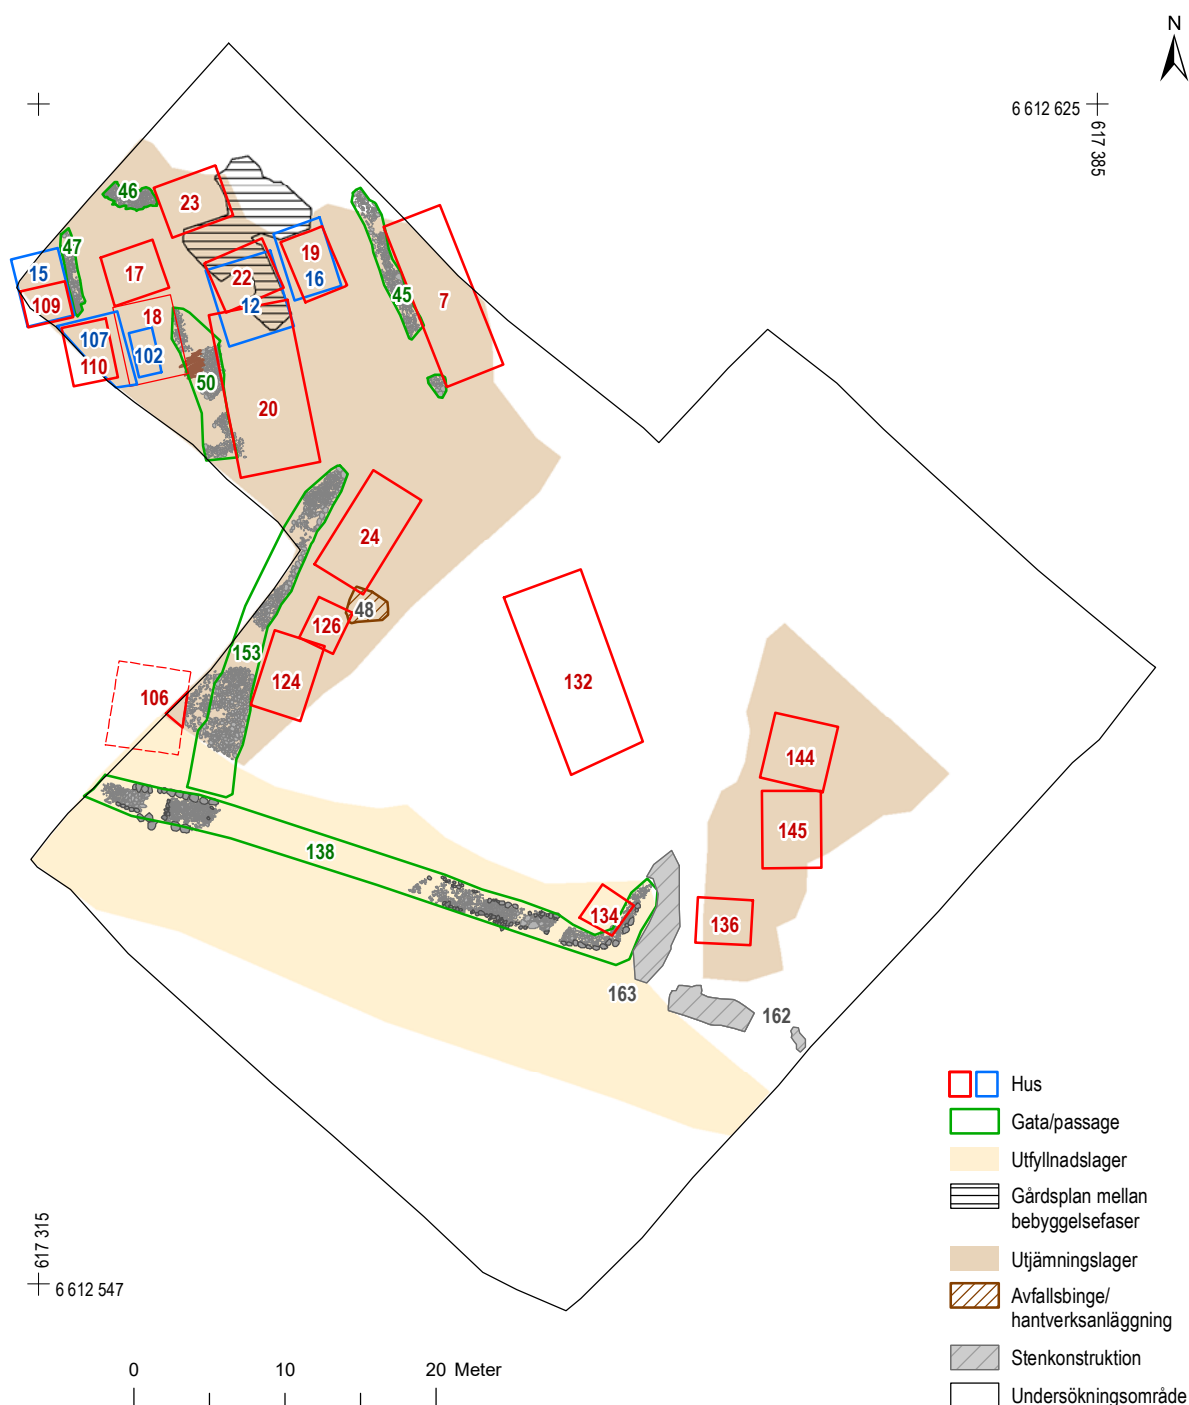 N
6 612 625
617 385
46
23
47
15
17
19
22
16
109
12
45
7
18
107
102
110
50
20
24
48
126
153
124
106
132
144
145
138
134
136
163
162
Hus
Gata/passage
Utfyllnadslager
Gårdsplan mellan
bebyggelsefaser
Utjämningslager
Avfallsbinge/
hantverksanläggning
Stenkonstruktion
Undersökningsområde
617 315
6 612 547
0 10 20 Meter